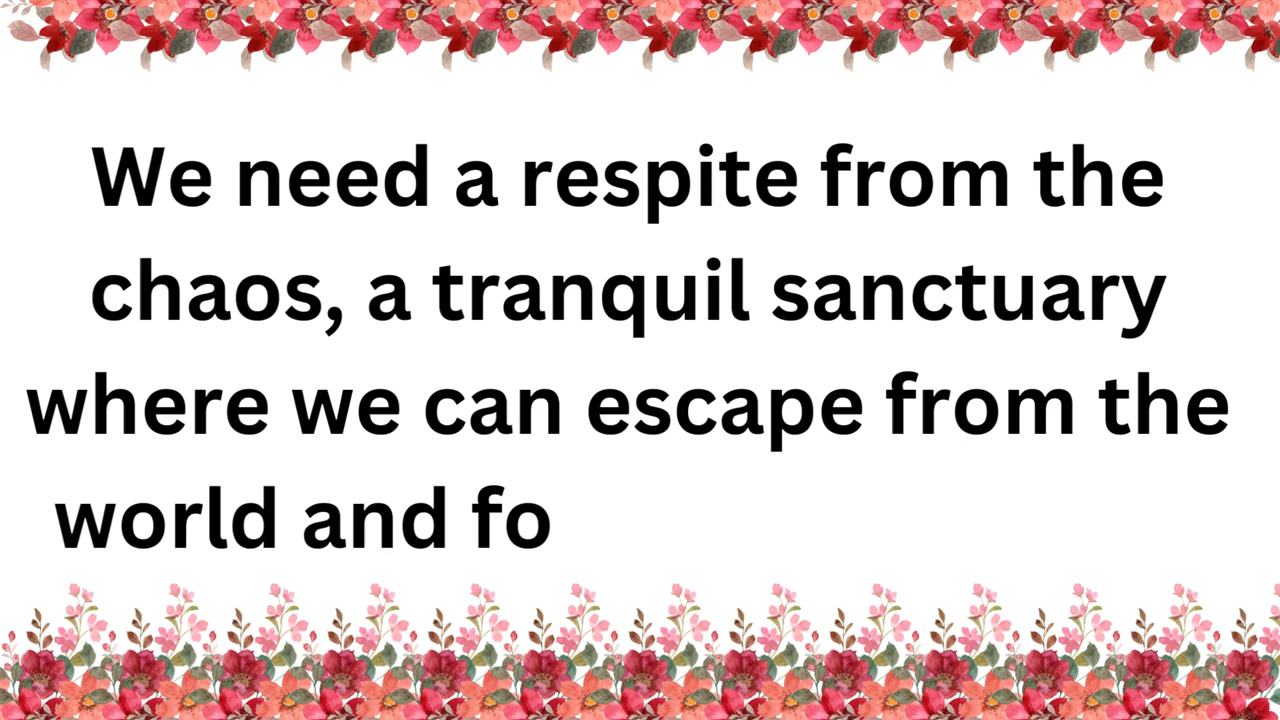 We need a respite from the
chaos, a tranquil sanctuary
where we can escape from the
world and fo